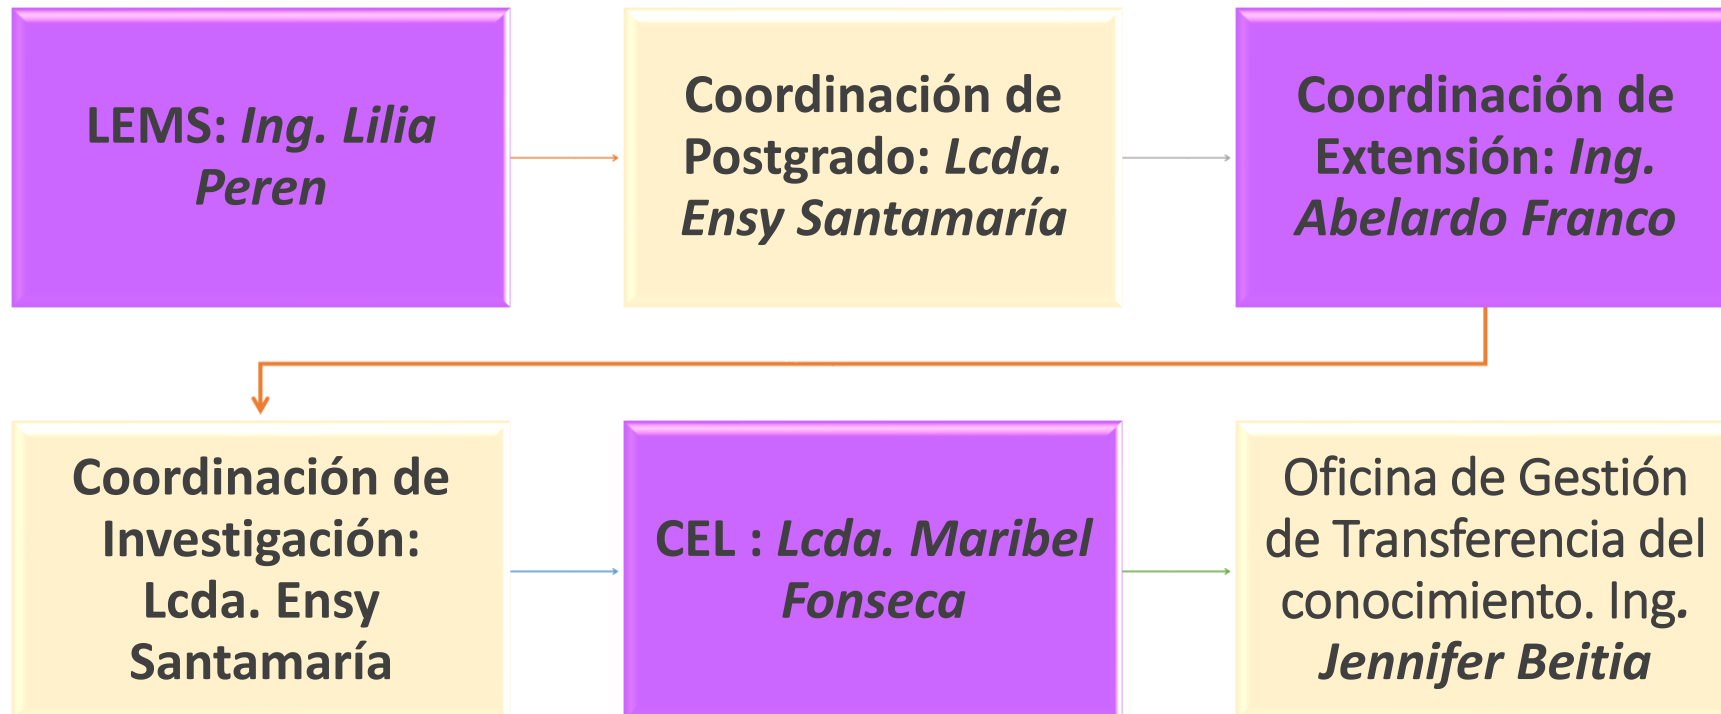 LEMS: Ing. Lilia
Peren
Coordinación de
Postgrado: Lcda.
Ensy Santamaría
Coordinación de
Extensión: Ing.
Abelardo Franco
Coordinación de
Investigación:
Lcda. Ensy
Santamaría
CEL : Lcda. Maribel
Fonseca
Oficina de Gestión
de Transferencia del
conocimiento. Ing.
Jennifer Beitia